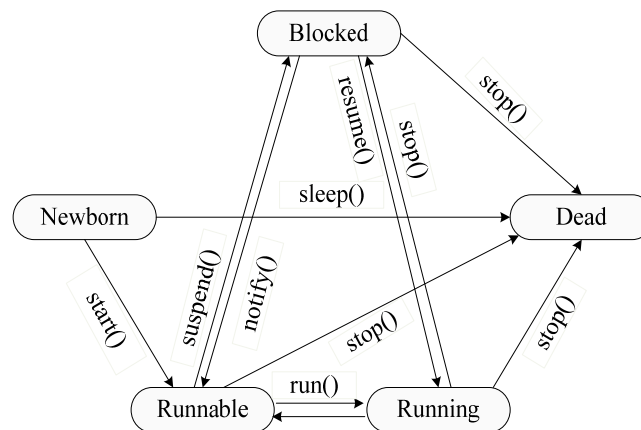 Blocked
resume()
stop()
stop()
sleep()
Newborn
Dead
start()
suspend()
notify()
stop()
stop()
run()
Runnable
Running